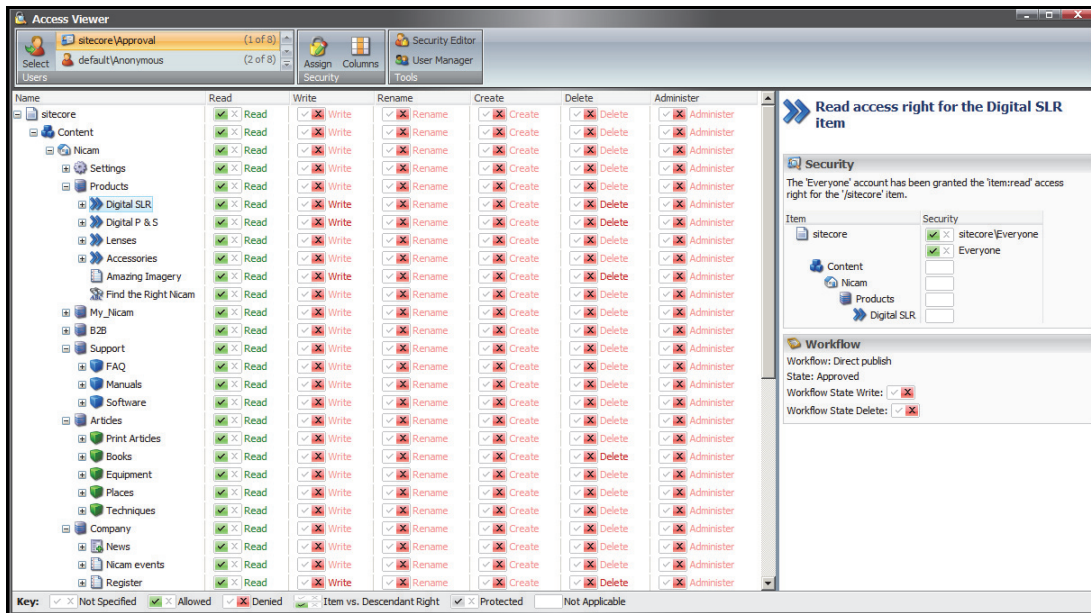 Access Viewer
sitecore\Approval (1 of 8)
default\Anonymous (2 of 8)
Select
Users
Assign Columns
Security
Security Editor
User Manager
Tools
Name Read Write Rename Create Delete Administer
sitecore Read Write Rename Create Delete Administer
Content Read Write Rename Create Delete Administer
Nicam Read Write Rename Create Delete Administer
Settings Read Write Rename Create Delete Administer
Products Read Write Rename Create Delete Administer
Digital SLR Read Write Rename Create Delete Administer
Digital P & S Read Write Rename Create Delete Administer
Lenses Read Write Rename Create Delete Administer
Accessories Read Write Rename Create Delete Administer
Amazing Imagery Read Write Rename Create Delete Administer
Find the Right Nicam Read Write Rename Create Delete Administer
My_Nicam Read Write Rename Create Delete Administer
B2B Read Write Rename Create Delete Administer
Support Read Write Rename Create Delete Administer
FAQ Read Write Rename Create Delete Administer
Manuals Read Write Rename Create Delete Administer
Software Read Write Rename Create Delete Administer
Articles Read Write Rename Create Delete Administer
Print Articles Read Write Rename Create Delete Administer
Books Read Write Rename Create Delete Administer
Equipment Read Write Rename Create Delete Administer
Places Read Write Rename Create Delete Administer
Techniques Read Write Rename Create Delete Administer
Company Read Write Rename Create Delete Administer
News Read Write Rename Create Delete Administer
Nicam events Read Write Rename Create Delete Administer
Register Read Write Rename Create Delete Administer
Read access right for the Digital SLR
item
Security
The 'Everyone' account has been granted the 'item:read' access
right for the '/sitecore' item.
Item Security
sitecore sitecore\Everyone
Everyone
Content
Nicam
Products
Digital SLR
Workflow
Workflow: Direct publish
State: Approved
Workflow State Write:
Workflow State Delete:
Key: Not Specified Allowed Denied Item vs. Descendant Right Protected Not Applicable